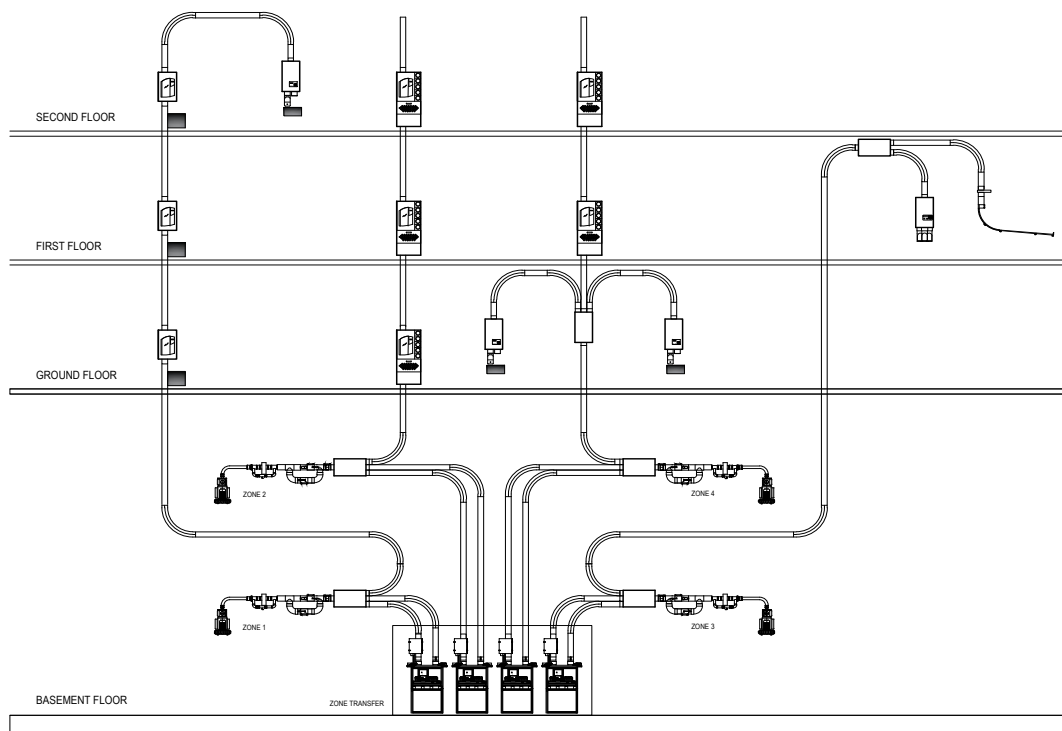 SECOND FLOOR
FIRST FLOOR
GROUND FLOOR
ZONE 2
ZONE 4
ZONE 1
ZONE 3
BASEMENT FLOOR
ZONE TRANSFER